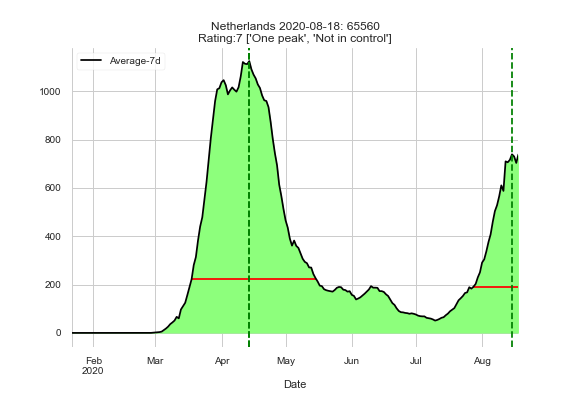 Netherlands 2020-08-18: 65560
Rating:7 ['One peak', 'Not in control']
Average-7d
1000
800
600
400
200
0
Feb Mar Apr May Jun Jul Aug
2020
Date